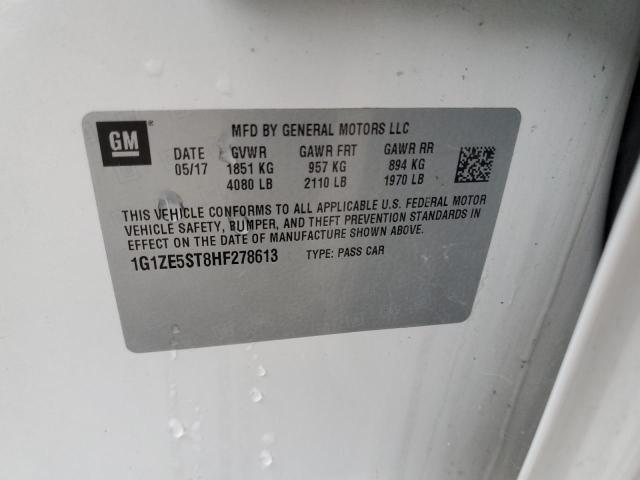 GM
MFD BY GENERAL MOTORS LLC
DATE GVWR GAWR FRT GAWR RR
05/17 1851 KG 957 KG 894 KG
4080 LB 2110 LB 1970 LB
THIS VEHICLE CONFORMS TO ALL APPLICABLE U.S. FEDERAL MOTOR
VEHICLE SAFETY, BUMPER, AND THEFT PREVENTION STANDARDS IN
EFFECT ON THE DATE OF MANUFACTURE SHOWN ABOVE.
1G1ZE5ST8HF278613 TYPE: PASS CAR